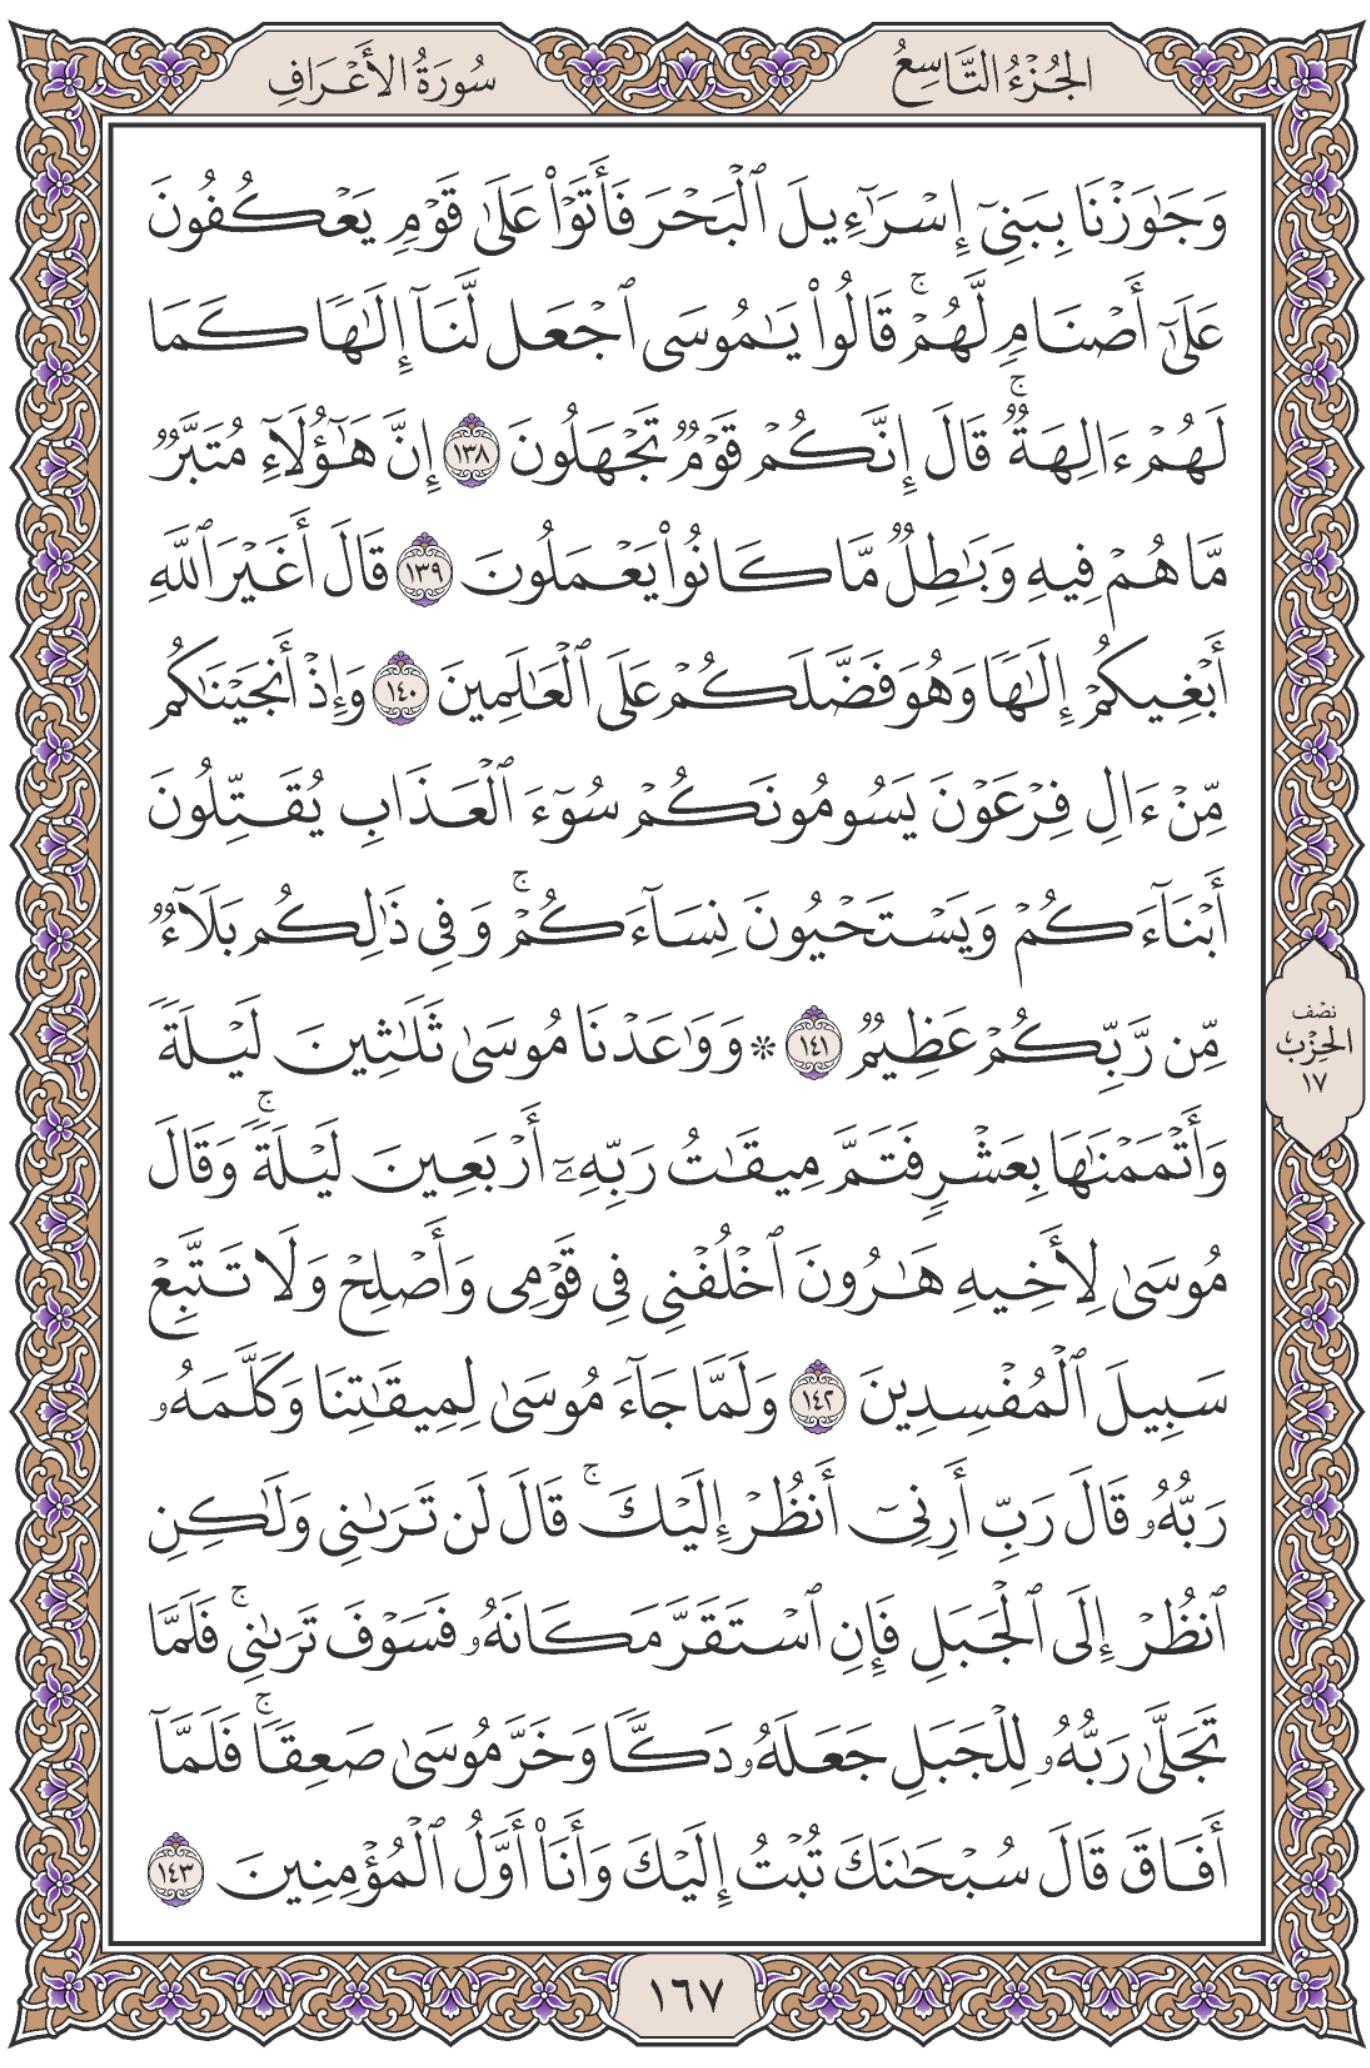 الجُزْءُ التَّاسِعُ
سُورَةُ الأَعْرَافِ
وَجَٰوَزْنَا بِبَنِىٓ إِسْرَٰٓءِيلَ ٱلْبَحْرَ فَأَتَوْا۟ عَلَىٰ قَوْمٍ يَعْكُفُونَ
عَلَىٰٓ أَصْنَامٍ لَّهُمْ ۚ قَالُوا۟ يَٰمُوسَى ٱجْعَل لَّنَآ إِلَٰهًا كَمَا
لَهُمْ ءَالِهَةٌ ۚ قَالَ إِنَّكُمْ قَوْمٌ تَجْهَلُونَ ١٣٨ إِنَّ هَٰٓؤُلَآءِ مُتَبَّرٌ
مَّا هُمْ فِيهِ وَبَٰطِلٌ مَّا كَانُوا۟ يَعْمَلُونَ ١٣٩ قَالَ أَغَيْرَ ٱللَّهِ
أَبْغِيكُمْ إِلَٰهًا وَهُوَ فَضَّلَكُمْ عَلَى ٱلْعَٰلَمِينَ ١٤٠ وَإِذْ أَنجَيْنَٰكُم
مِّنْ ءَالِ فِرْعَوْنَ يَسُومُونَكُمْ سُوٓءَ ٱلْعَذَابِ يُقَتِّلُونَ
أَبْنَآءَكُمْ وَيَسْتَحْيُونَ نِسَآءَكُمْ ۚ وَفِى ذَٰلِكُم بَلَآءٌ
مِّن رَّبِّكُمْ عَظِيمٌ ١٤١ * وَوَٰعَدْنَا مُوسَىٰ ثَلَٰثِينَ لَيْلَةً
نصف
الحِزْبُ
١٧
وَأَتْمَمْنَٰهَا بِعَشْرٍ فَتَمَّ مِيقَٰتُ رَبِّهِۦٓ أَرْبَعِينَ لَيْلَةً ۚ وَقَالَ
مُوسَىٰ لِأَخِيهِ هَٰرُونَ ٱخْلُفْنِى فِى قَوْمِى وَأَصْلِحْ وَلَا تَتَّبِعْ
سَبِيلَ ٱلْمُفْسِدِينَ ١٤٢ وَلَمَّا جَآءَ مُوسَىٰ لِمِيقَٰتِنَا وَكَلَّمَهُۥ
رَبُّهُۥ قَالَ رَبِّ أَرِنِىٓ أَنظُرْ إِلَيْكَ ۚ قَالَ لَن تَرَىٰنِى وَلَٰكِنِ
ٱنظُرْ إِلَى ٱلْجَبَلِ فَإِنِ ٱسْتَقَرَّ مَكَانَهُۥ فَسَوْفَ تَرَىٰنِى ۚ فَلَمَّا
تَجَلَّىٰ رَبُّهُۥ لِلْجَبَلِ جَعَلَهُۥ دَكًّا وَخَرَّ مُوسَىٰ صَعِقًا ۚ فَلَمَّآ
أَفَاقَ قَالَ سُبْحَٰنَكَ تُبْتُ إِلَيْكَ وَأَنَا۠ أَوَّلُ ٱلْمُؤْمِنِينَ ١٤٣
١٦٧